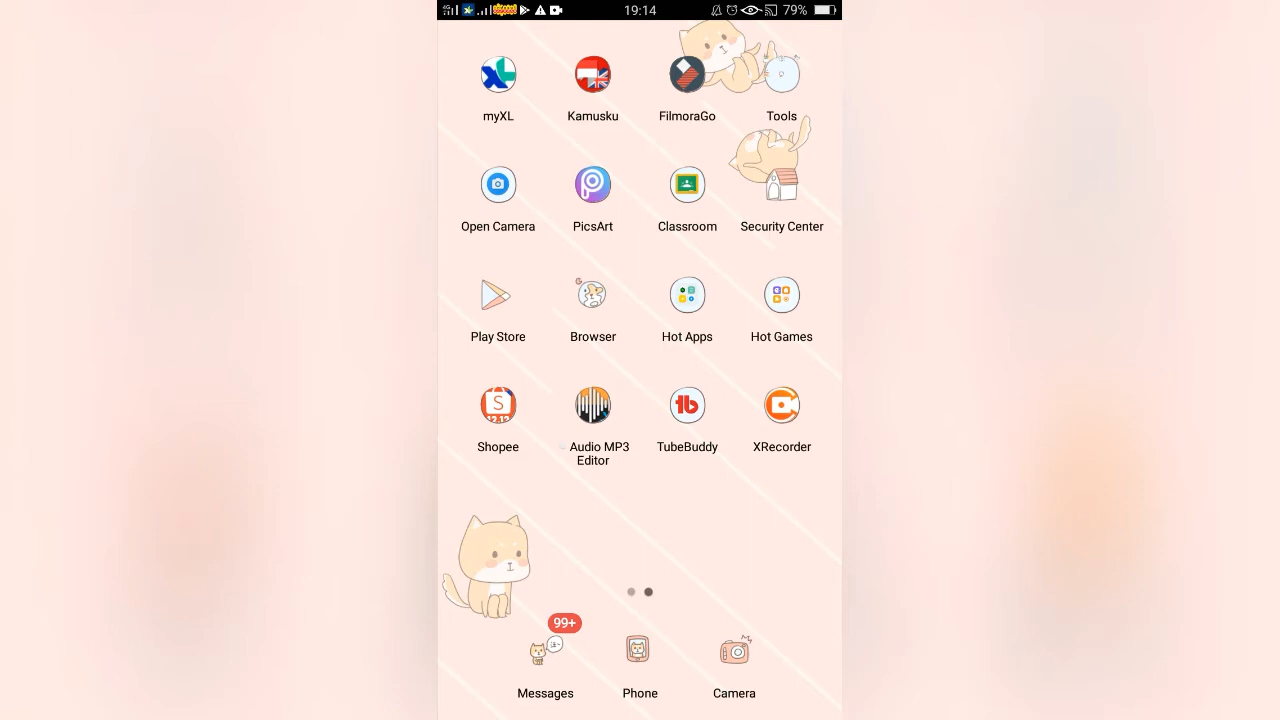 19:14 79%
myXL Kamusku FilmoraGo Tools
Open Camera PicsArt Classroom Security Center
Play Store Browser Hot Apps Hot Games
Shopee Audio MP3 Editor TubeBuddy XRecorder
99+
Messages Phone Camera